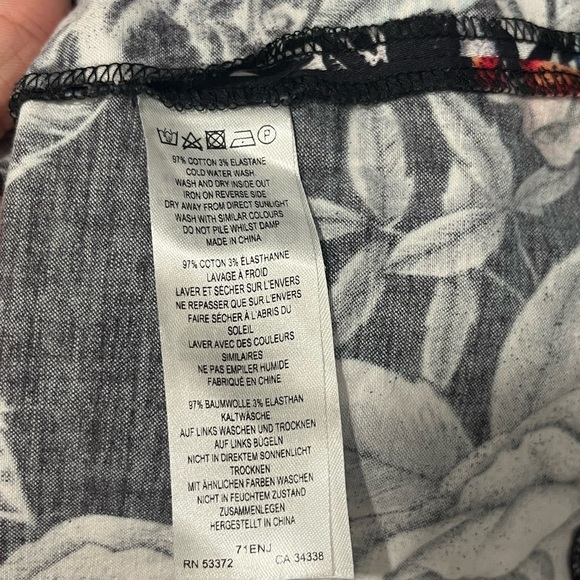 P
97% COTTON 3% ELASTANE
COLD WATER WASH
WASH AND DRY INSIDE OUT
IRON ON REVERSE SIDE
DRY AWAY FROM DIRECT SUNLIGHT
WASH WITH SIMILAR COLOURS
DO NOT PILE WHILST DAMP
MADE IN CHINA
97% COTON 3% ÉLASTHANNE
LAVAGE À FROID
LAVER ET SÉCHER SUR L'ENVERS
NE REPASSER QUE SUR L'ENVERS
FAIRE SÉCHER À L'ABRIS DU
SOLEIL
LAVER AVEC DES COULEURS
SIMILAIRES
NE PAS EMPILER HUMIDE
FABRIQUÉ EN CHINE
97% BAUMWOLLE 3% ELASTHAN
KALTWÄSCHE
AUF LINKS WASCHEN UND TROCKNEN
AUF LINKS BÜGELN
NICHT IN DIREKTEM SONNENLICHT
TROCKNEN
MIT ÄHNLICHEN FARBEN WASCHEN
NICHT IN FEUCHTEM ZUSTAND
ZUSAMMENLEGEN
HERGESTELLT IN CHINA
71ENJ
RN 53372 CA 34338